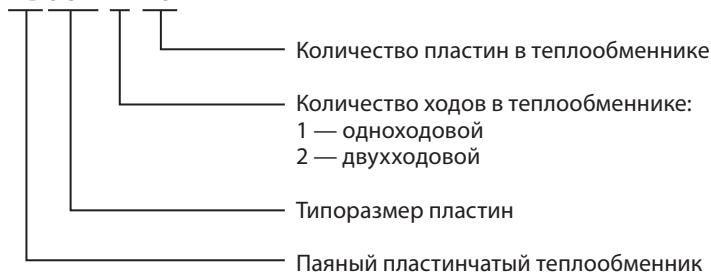 Количество пластин в теплообменнике
Количество ходов в теплообменнике:
1 — одноходовой
2 — двухходовой
Типоразмер пластин
Паяный пластинчатый теплообменник